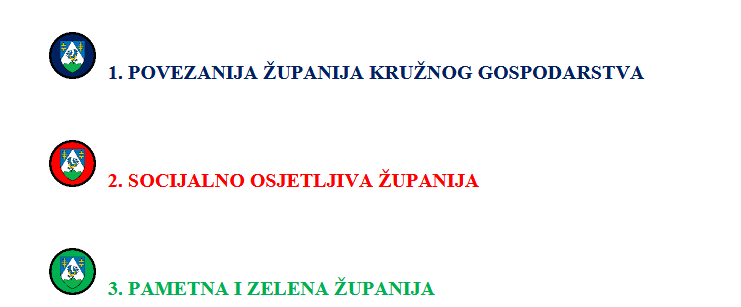 1. POVEZANIJA ŽUPANIJA KRUŽNOG GOSPODARSTVA
2. SOCIJALNO OSJETLJIVA ŽUPANIJA
3. PAMETNA I ZELENA ŽUPANIJA